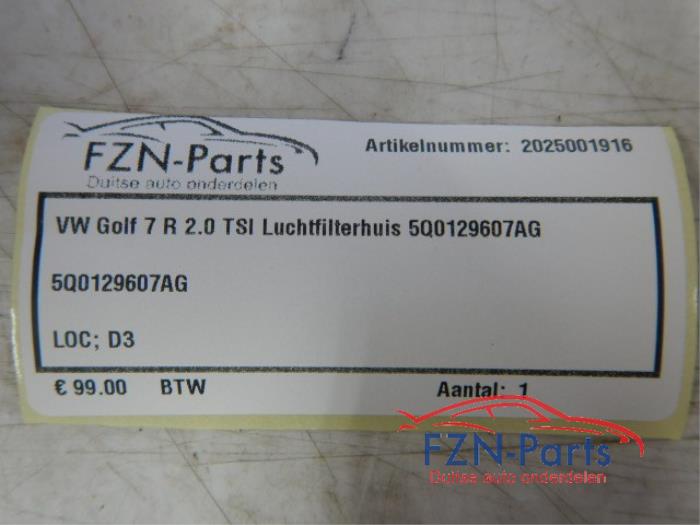 FZN-Parts
Duitse auto onderdelen
Artikelnummer: 2025001916
VW Golf 7 R 2.0 TSI Luchtfilterhuis 5Q0129607AG
5Q0129607AG
LOC; D3
€ 99.00 BTW Aantal: 1
FZN-Parts
Duitse auto onderdelen